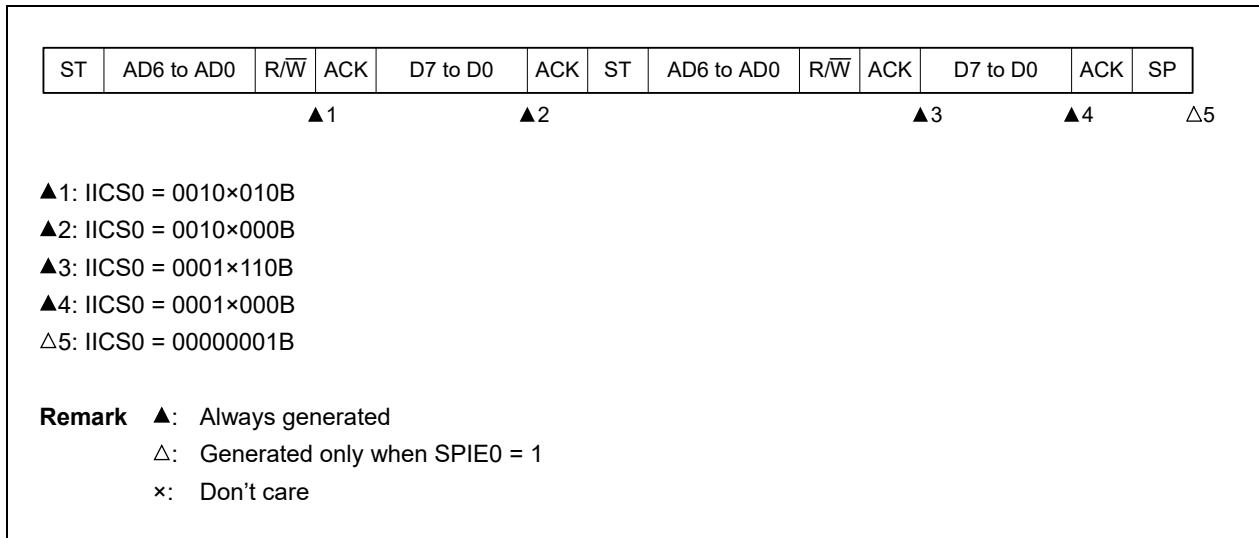 ST AD6 to AD0 R/W̅ ACK D7 to D0 ACK ST AD6 to AD0 R/W̅ ACK D7 to D0 ACK SP
▲1 ▲2 ▲3 ▲4 △5
▲1: IICS0 = 0010×010B
▲2: IICS0 = 0010×000B
▲3: IICS0 = 0001×110B
▲4: IICS0 = 0001×000B
△5: IICS0 = 00000001B
Remark ▲: Always generated
△: Generated only when SPIE0 = 1
×: Don't care